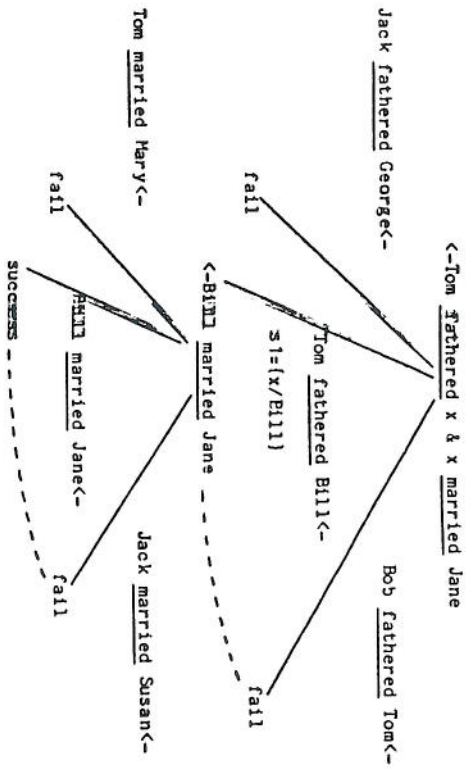 <-Tom fathered x & x married Jane
Jack fathered George<-
Tom fathered Bill<-
Bob fathered Tom<-
s1={x/Bill}
fail
fail
<-Bill married Jane
Tom married Mary<-
Bill married Jane<-
Jack married Susan<-
fail
fail
success